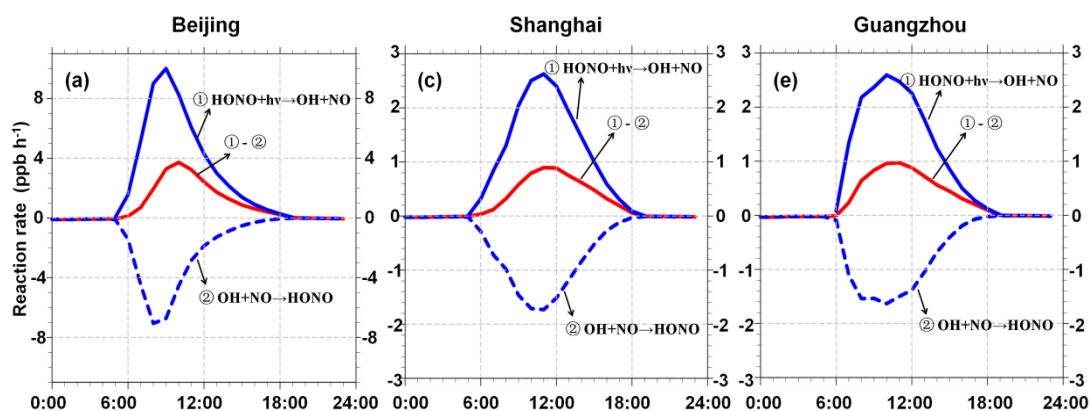 Beijing
Shanghai
Guangzhou
Reaction rate (ppb h⁻¹)
(a)
① HONO+hν→OH+NO
① - ②
② OH+NO→HONO
8
4
0
-4
-8
8
4
0
-4
-8
0:00 6:00 12:00 18:00 24:00
(c)
① HONO+hν→OH+NO
① - ②
② OH+NO→HONO
3
2
1
0
-1
-2
-3
3
2
1
0
-1
-2
-3
0:00 6:00 12:00 18:00 24:00
(e)
① HONO+hν→OH+NO
① - ②
② OH+NO→HONO
3
2
1
0
-1
-2
-3
0:00 6:00 12:00 18:00 24:00